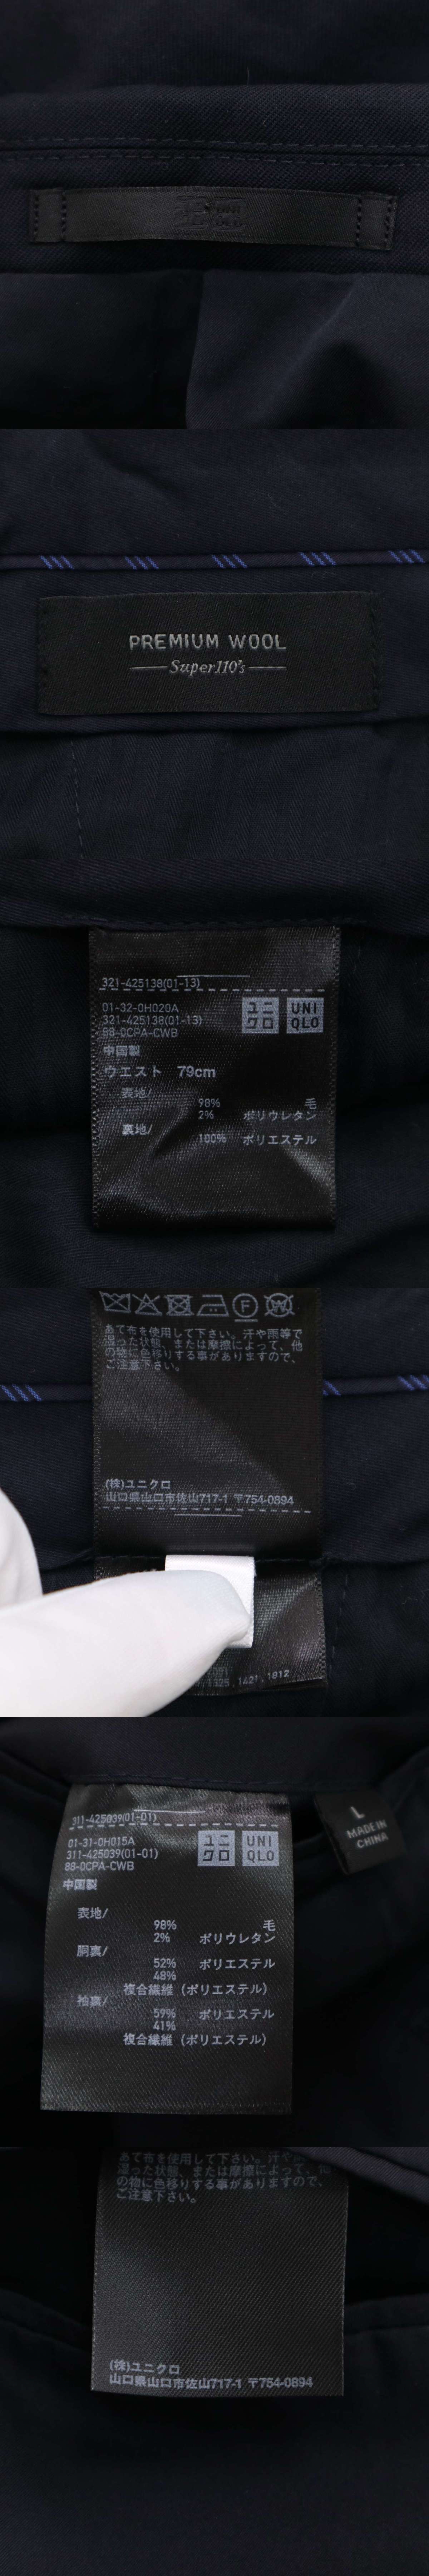 UNI
QLO
PREMIUM WOOL
Super110's
321-425138(01-13)
01-32-0H020A
321-425138(01-13)
88-0CPA-CWB
ユニ
クロ
UNI
QLO
中国製
ウエスト 79cm
表地/
98% 毛
2% ポリウレタン
裏地/
100% ポリエステル
F
W
あて布を使用して下さい。汗や雨等で
湿った状態、または摩擦によって、他
の物に色移りする事がありますので、
ご注意下さい。
(株)ユニクロ
山口県山口市佐山717-1 〒754-0894
1325,1421,1812
311-425039(01-01)
01-31-0H015A
311-425039(01-01)
88-0CPA-CWB
ユニ
クロ
UNI
QLO
L
MADE IN
CHINA
中国製
表地/
98% 毛
2% ポリウレタン
胴裏/
52% ポリエステル
48%
複合繊維 (ポリエステル)
袖裏/
59% ポリエステル
41%
複合繊維 (ポリエステル)
あて布を使用して下さい。汗や
湿った状態、または摩擦によって、他
の物に色移りする事がありますので、
ご注意下さい。
(株)ユニクロ
山口県山口市佐山717-1 〒754-0894